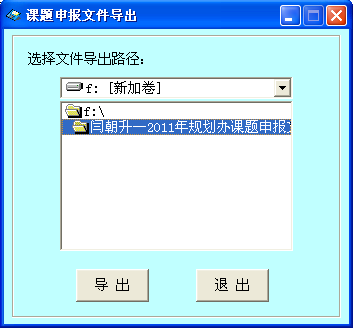 课题申报文件导出
选择文件导出路径：
f: [新加卷]
f:\
闫朝升——2011年规划办课题申报文
导 出
退 出